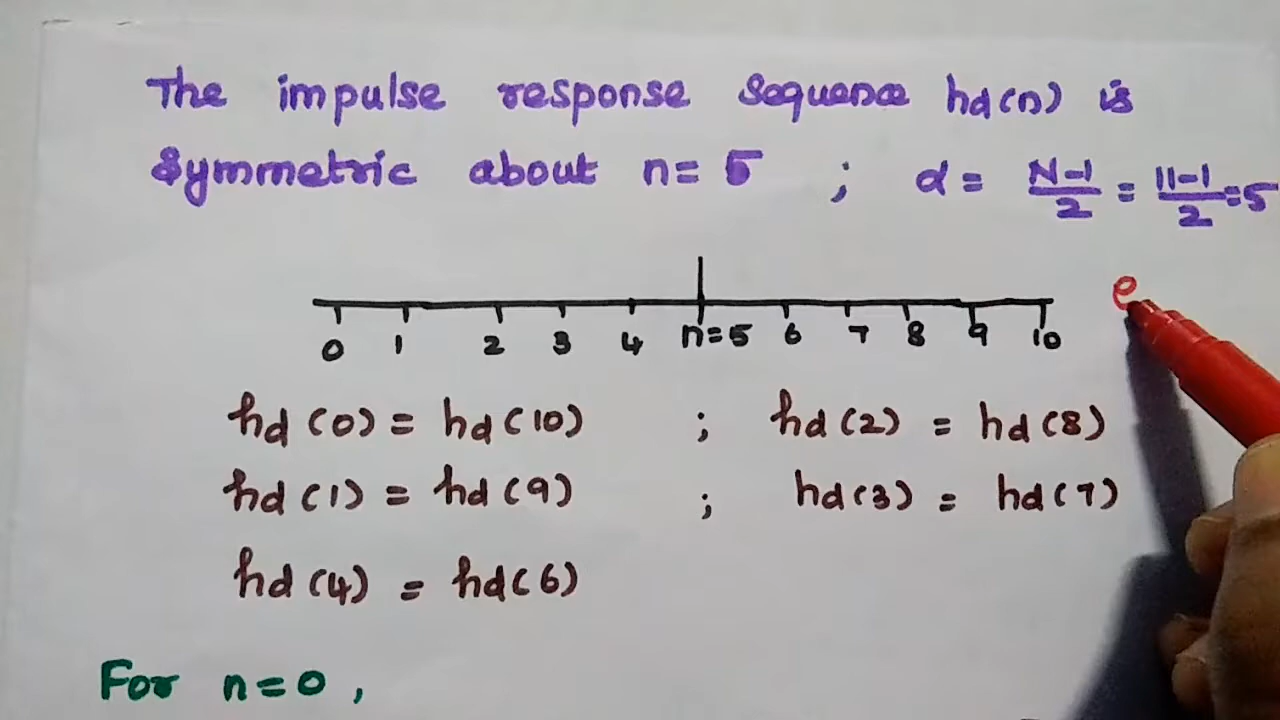 The impulse response sequence hd(n) is
symmetric about n = 5 ; α = N-1/2 = 11-1/2 = 5
0 1 2 3 4 n=5 6 7 8 9 10
e
hd(0) = hd(10) ; hd(2) = hd(8)
hd(1) = hd(9) ; hd(3) = hd(7)
hd(4) = hd(6)
For n=0,